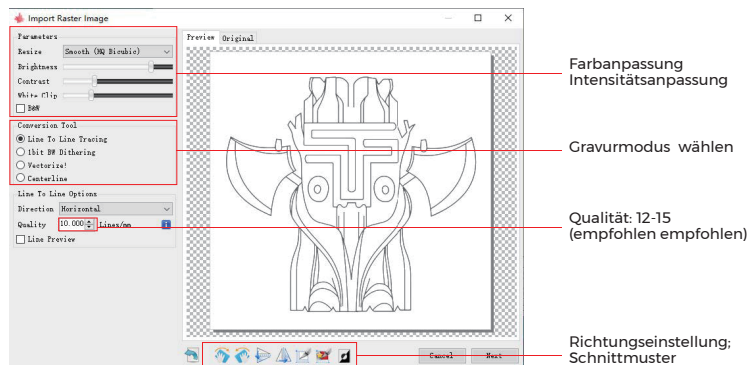 Import Raster Image
Parameters
Resize Smooth (HQ Bicubic)
Brightness
Contrast
White Clip
B&W
Conversion Tool
Line To Line Tracing
1bit BW Dithering
Vectorize!
Centerline
Line To Line Options
Direction Horizontal
Quality 10.000 Lines/mm
Line Preview
Preview Original
Cancel Next
Farbanpassung
Intensitätsanpassung
Gravurmodus wählen
Qualität: 12-15
(empfohlen empfohlen)
Richtungseinstellung;
Schnittmuster